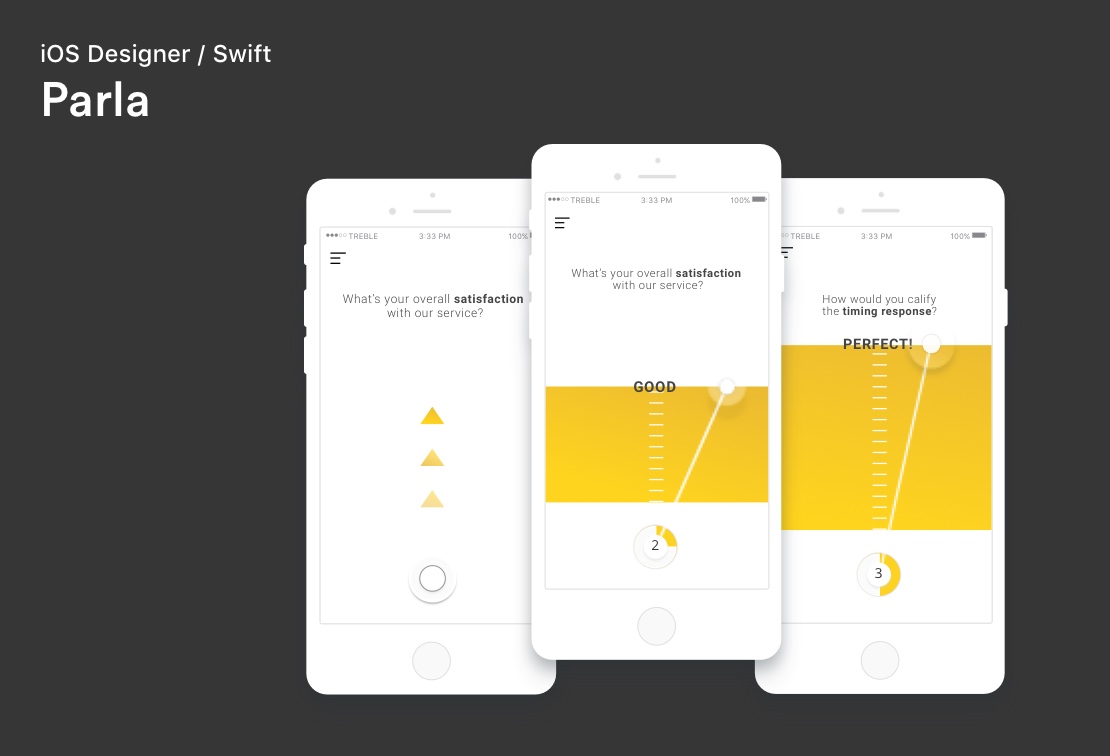 iOS Designer / Swift
Parla
TREBLE 3:33 PM 100%
What's your overall satisfaction
with our service?
TREBLE 3:33 PM 100%
What's your overall satisfaction
with our service?
GOOD
2
TREBLE 3:33 PM 100%
How would you calify
the timing response?
PERFECT!
3